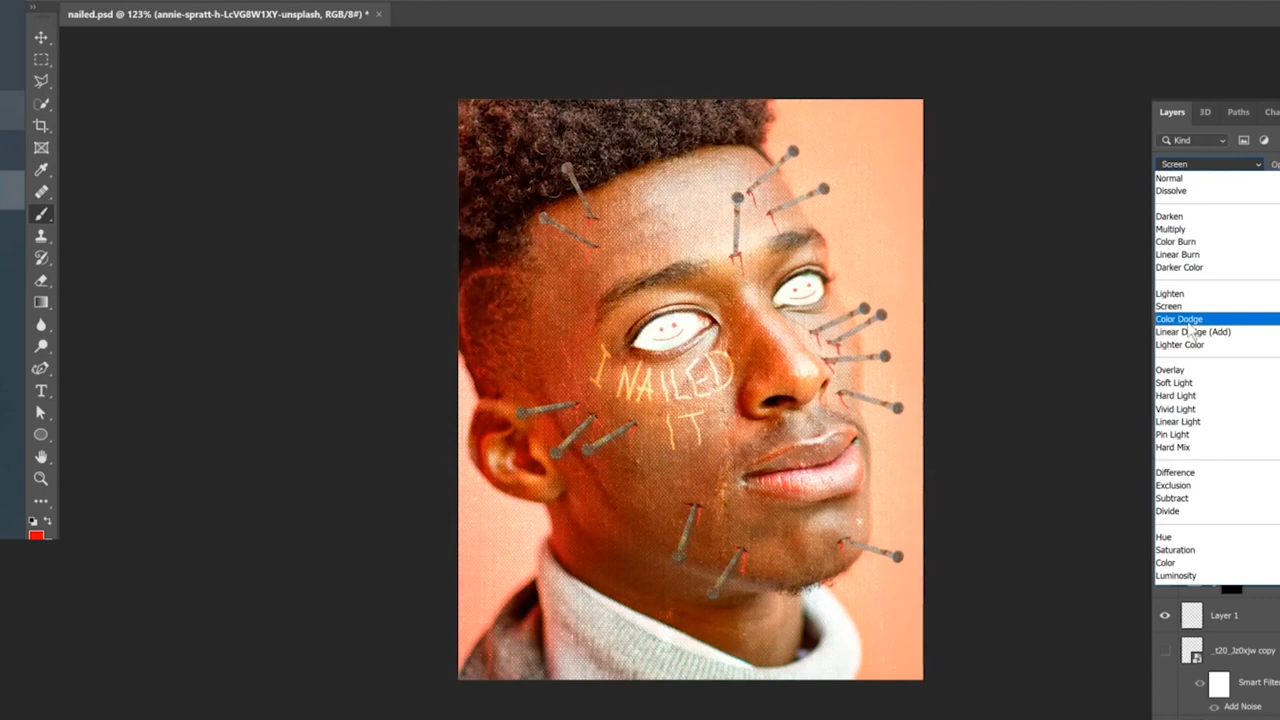 nailed.psd @ 123% (annie-spratt-h-LcVG8W1XY-unsplash, RGB/8#) * ×
Layers 3D Paths
Kind
Screen
Normal
Dissolve
Darken
Multiply
Color Burn
Linear Burn
Darker Color
Lighten
Screen
Color Dodge
Linear Dodge (Add)
Lighter Color
Overlay
Soft Light
Hard Light
Vivid Light
Linear Light
Pin Light
Hard Mix
Difference
Exclusion
Subtract
Divide
Hue
Saturation
Color
Luminosity
Layer 1
_t20_Jz0xjw copy
Smart Filte
Add Noise
I NAILED
IT